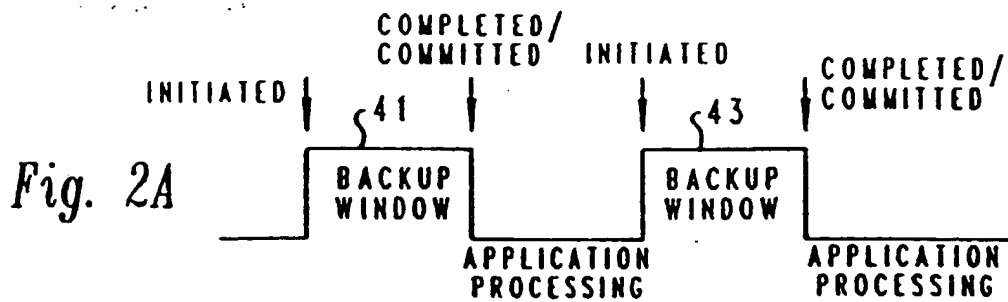 COMPLETED/
COMMITTED
INITIATED
INITIATED
COMPLETED/
COMMITTED
41
43
BACKUP
WINDOW
BACKUP
WINDOW
Fig. 2A
APPLICATION
PROCESSING
APPLICATION
PROCESSING